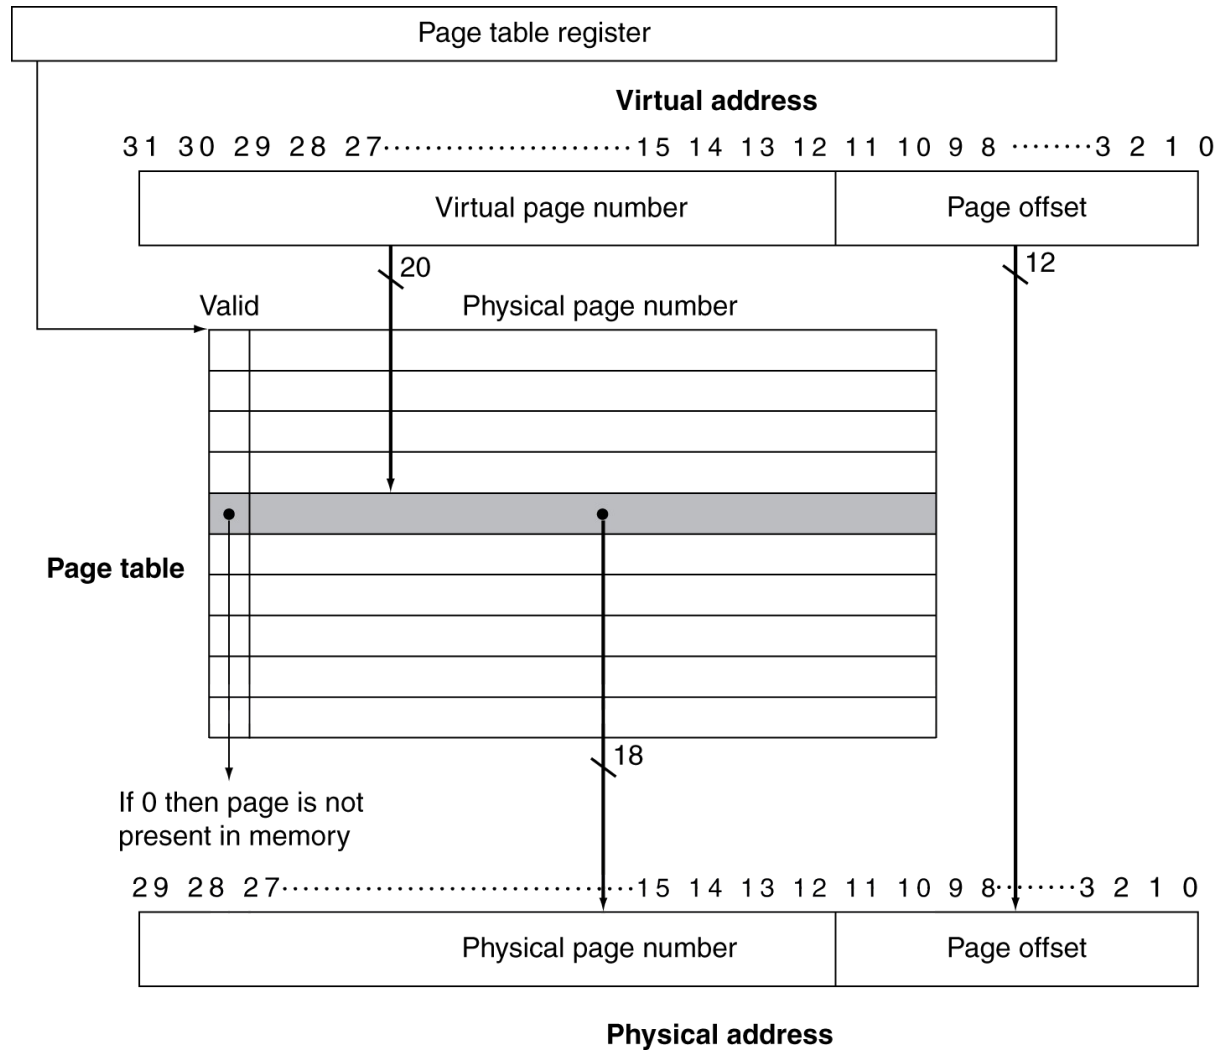 Page table register
Virtual address
31 30 29 28 27························15 14 13 12 11 10 9 8 ········3 2 1 0
Virtual page number Page offset
20 12
Valid Physical page number
Page table
18
If 0 then page is not
present in memory
29 28 27··································15 14 13 12 11 10 9 8········3 2 1 0
Physical page number Page offset
Physical address